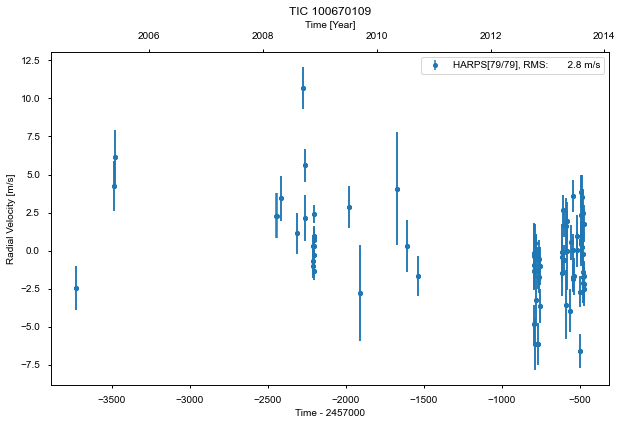 TIC 100670109
Time [Year]
2006 2008 2010 2012 2014
HARPS[79/79], RMS: 2.8 m/s
12.5
10.0
7.5
5.0
2.5
0.0
−2.5
−5.0
−7.5
Radial Velocity [m/s]
−3500 −3000 −2500 −2000 −1500 −1000 −500
Time - 2457000